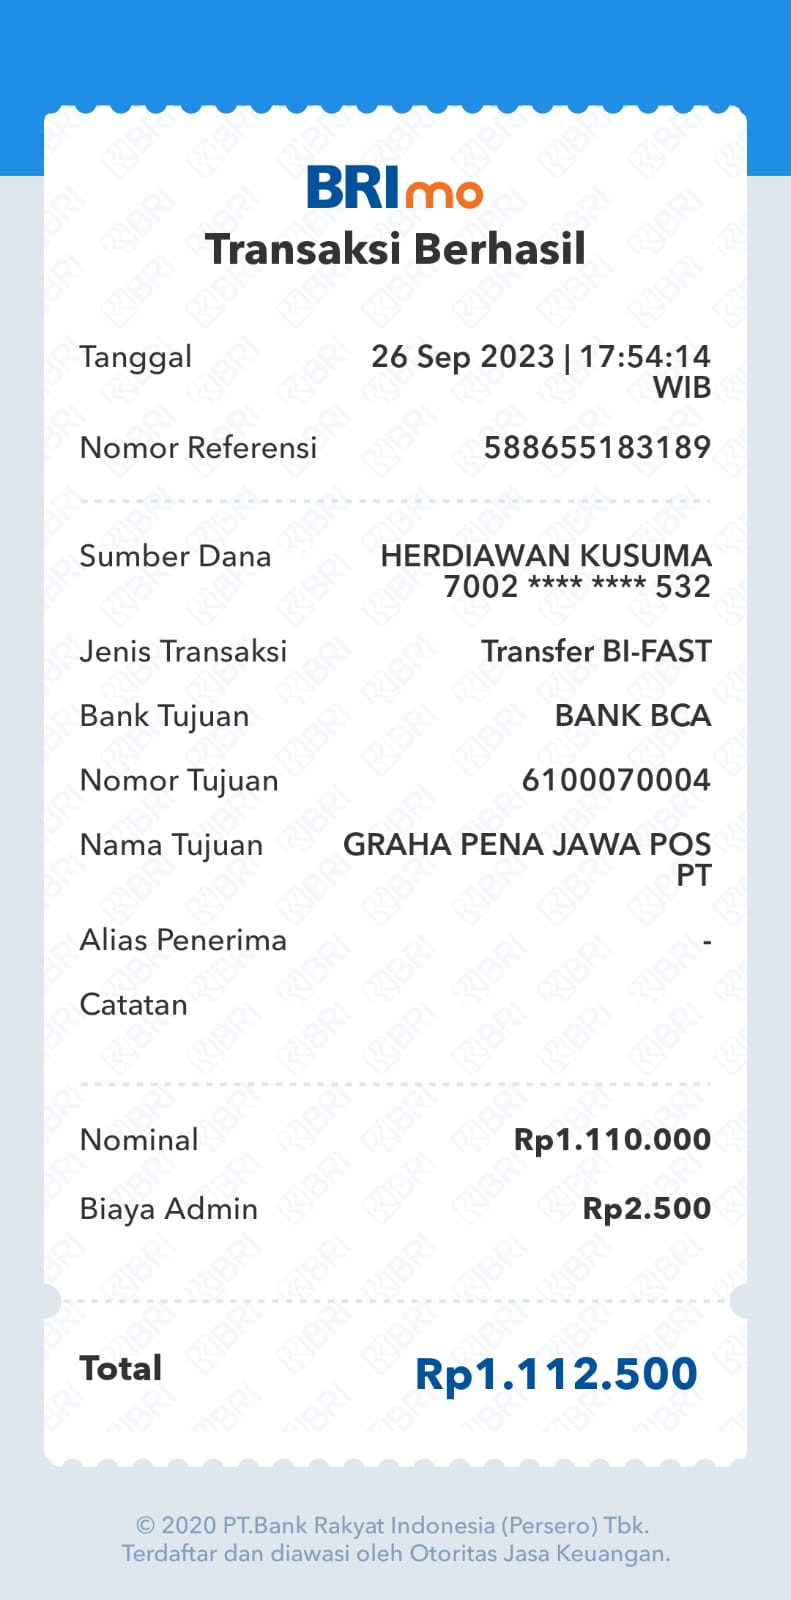 BRImo
Transaksi Berhasil
Tanggal 26 Sep 2023 | 17:54:14
WIB
Nomor Referensi 588655183189
Sumber Dana HERDIAWAN KUSUMA
7002 **** **** 532
Jenis Transaksi Transfer BI-FAST
Bank Tujuan BANK BCA
Nomor Tujuan 6100070004
Nama Tujuan GRAHA PENA JAWA POS
PT
Alias Penerima -
Catatan
Nominal Rp1.110.000
Biaya Admin Rp2.500
Total Rp1.112.500
© 2020 PT.Bank Rakyat Indonesia (Persero) Tbk.
Terdaftar dan diawasi oleh Otoritas Jasa Keuangan.